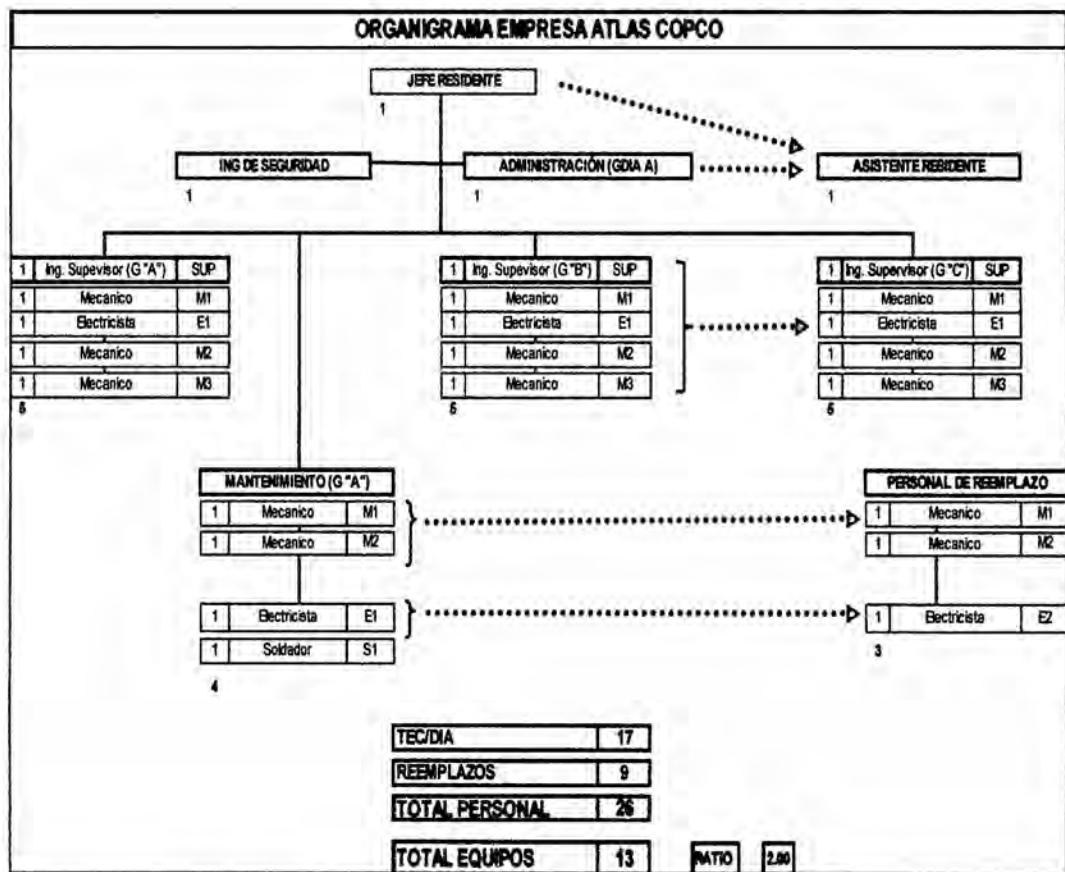 ORGANIGRAMA EMPRESA ATLAS COPCO
JEFE RESIDENTE
1
ING DE SEGURIDAD
1
ADMINISTRACIÓN (GDIA A)
1
ASISTENTE RESIDENTE
1
1 Ing. Supevisor (G "A") SUP
1 Mecanico M1
1 Electricista E1
1 Mecanico M2
1 Mecanico M3
5
1 Ing. Supevisor (G "B") SUP
1 Mecanico M1
1 Electricista E1
1 Mecanico M2
1 Mecanico M3
5
1 Ing. Supervisor (G "C") SUP
1 Mecanico M1
1 Electricista E1
1 Mecanico M2
1 Mecanico M3
5
MANTENIMIENTO (G "A")
1 Mecanico M1
1 Mecanico M2
1 Electricista E1
1 Soldador S1
4
PERSONAL DE REEMPLAZO
1 Mecanico M1
1 Mecanico M2
1 Electricista E2
3
TEC/DIA 17
REEMPLAZOS 9
TOTAL PERSONAL 26
TOTAL EQUIPOS 13 RATIO 2.00